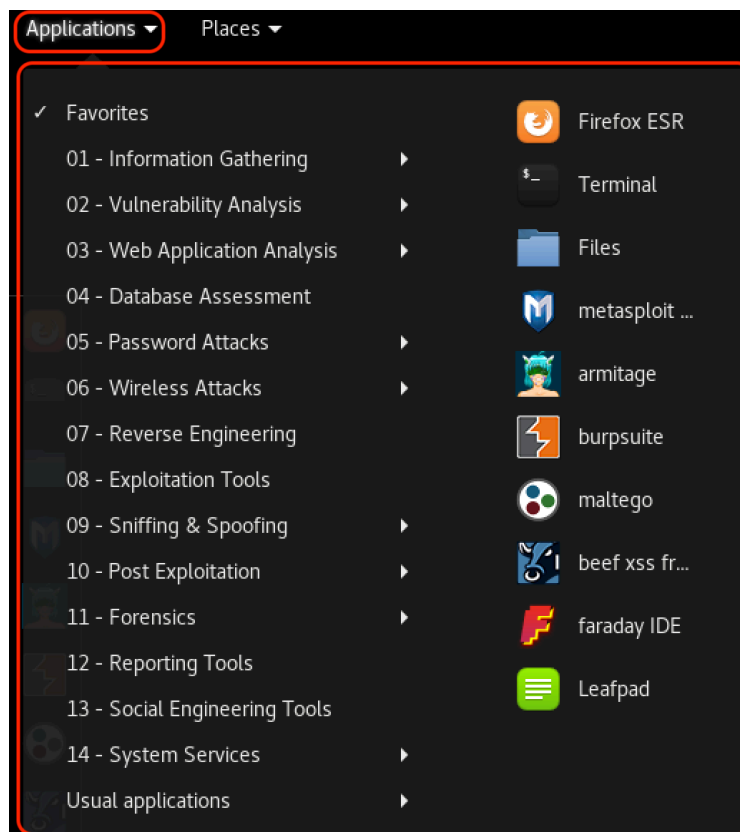 Applications Places
Favorites
01 - Information Gathering
02 - Vulnerability Analysis
03 - Web Application Analysis
04 - Database Assessment
05 - Password Attacks
06 - Wireless Attacks
07 - Reverse Engineering
08 - Exploitation Tools
09 - Sniffing & Spoofing
10 - Post Exploitation
11 - Forensics
12 - Reporting Tools
13 - Social Engineering Tools
14 - System Services
Usual applications
Firefox ESR
$_
Terminal
Files
metasploit ...
armitage
burpsuite
maltego
beef xss fr...
faraday IDE
Leafpad